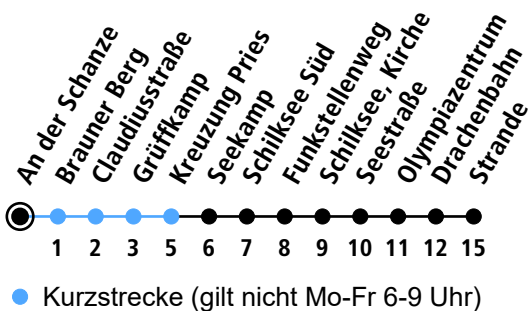 An der Schanze
Brauner Berg
Claudiusstraße
Grüffkamp
Kreuzung Pries
Seekamp
Schilksee Süd
Funkstellenweg
Schilksee, Kirche
Seestraße
Olympiazentrum
Drachenbahn
Strande
1 2 3 5 6 7 8 9 10 11 12 15
Kurzstrecke (gilt nicht Mo-Fr 6-9 Uhr)